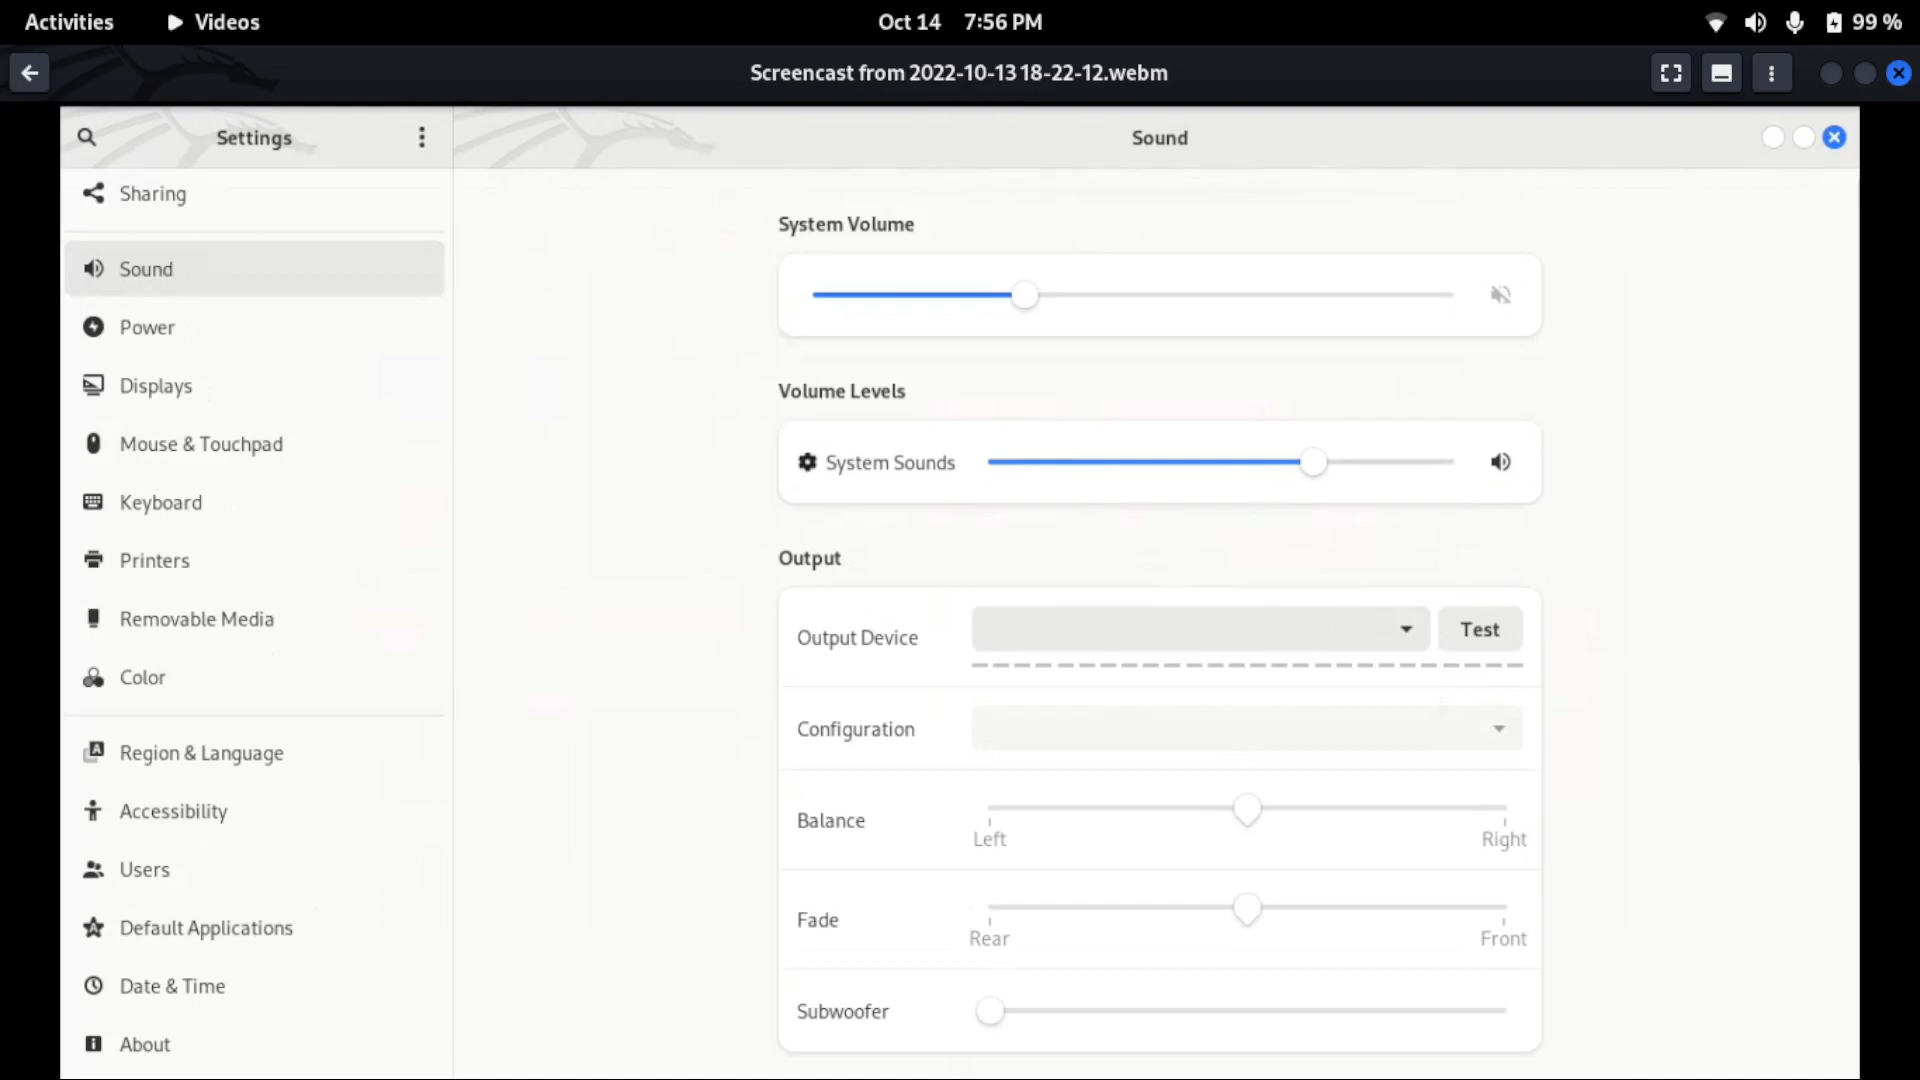 Activities Videos Oct 14 7:56 PM 99 %
Screencast from 2022-10-13 18-22-12.webm
Settings
Sound
Sharing
Sound
Power
Displays
Mouse & Touchpad
Keyboard
Printers
Removable Media
Color
Region & Language
Accessibility
Users
Default Applications
Date & Time
About
System Volume
Volume Levels
System Sounds
Output
Output Device Test
Configuration
Balance
Left Right
Fade
Rear Front
Subwoofer